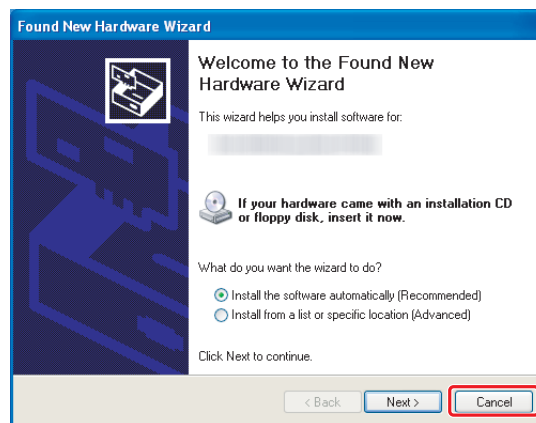 Found New Hardware Wizard
Welcome to the Found New
Hardware Wizard
This wizard helps you install software for:
If your hardware came with an installation CD
or floppy disk, insert it now.
What do you want the wizard to do?
Install the software automatically (Recommended)
Install from a list or specific location (Advanced)
Click Next to continue.
< Back Next > Cancel